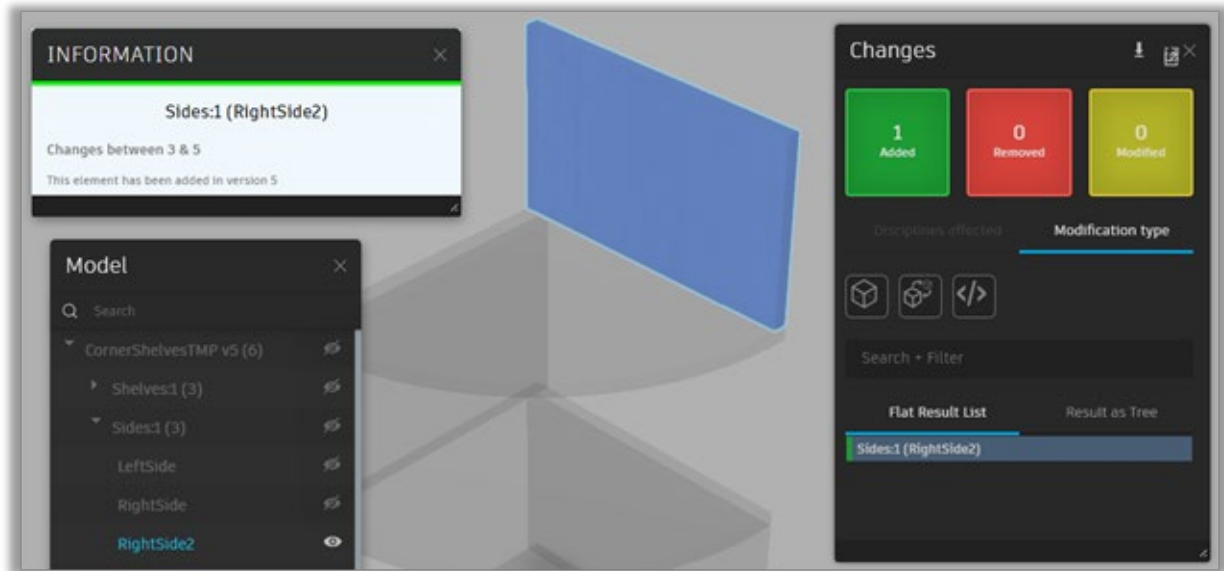 INFORMATION
Sides:1 (RightSide2)
Changes between 3 & 5
This element has been added in version 5
Model
Search
CornerShelvesTMP v5 (6)
Shelves:1 (3)
Sides:1 (3)
LeftSide
RightSide
RightSide2
Changes
1
Added
0
Removed
0
Modified
Disciplines effected
Modification type
</>
Search + Filter
Flat Result List
Result as Tree
Sides:1 (RightSide2)